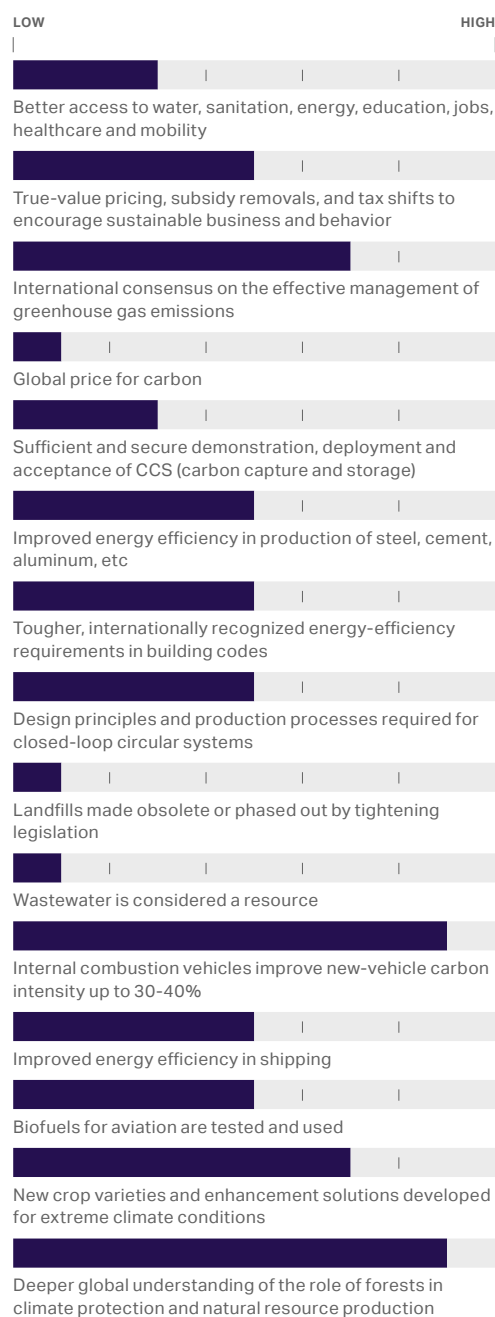 LOW HIGH
Better access to water, sanitation, energy, education, jobs,
healthcare and mobility
True-value pricing, subsidy removals, and tax shifts to
encourage sustainable business and behavior
International consensus on the effective management of
greenhouse gas emissions
Global price for carbon
Sufficient and secure demonstration, deployment and
acceptance of CCS (carbon capture and storage)
Improved energy efficiency in production of steel, cement,
aluminum, etc
Tougher, internationally recognized energy-efficiency
requirements in building codes
Design principles and production processes required for
closed-loop circular systems
Landfills made obsolete or phased out by tightening
legislation
Wastewater is considered a resource
Internal combustion vehicles improve new-vehicle carbon
intensity up to 30-40%
Improved energy efficiency in shipping
Biofuels for aviation are tested and used
New crop varieties and enhancement solutions developed
for extreme climate conditions
Deeper global understanding of the role of forests in
climate protection and natural resource production